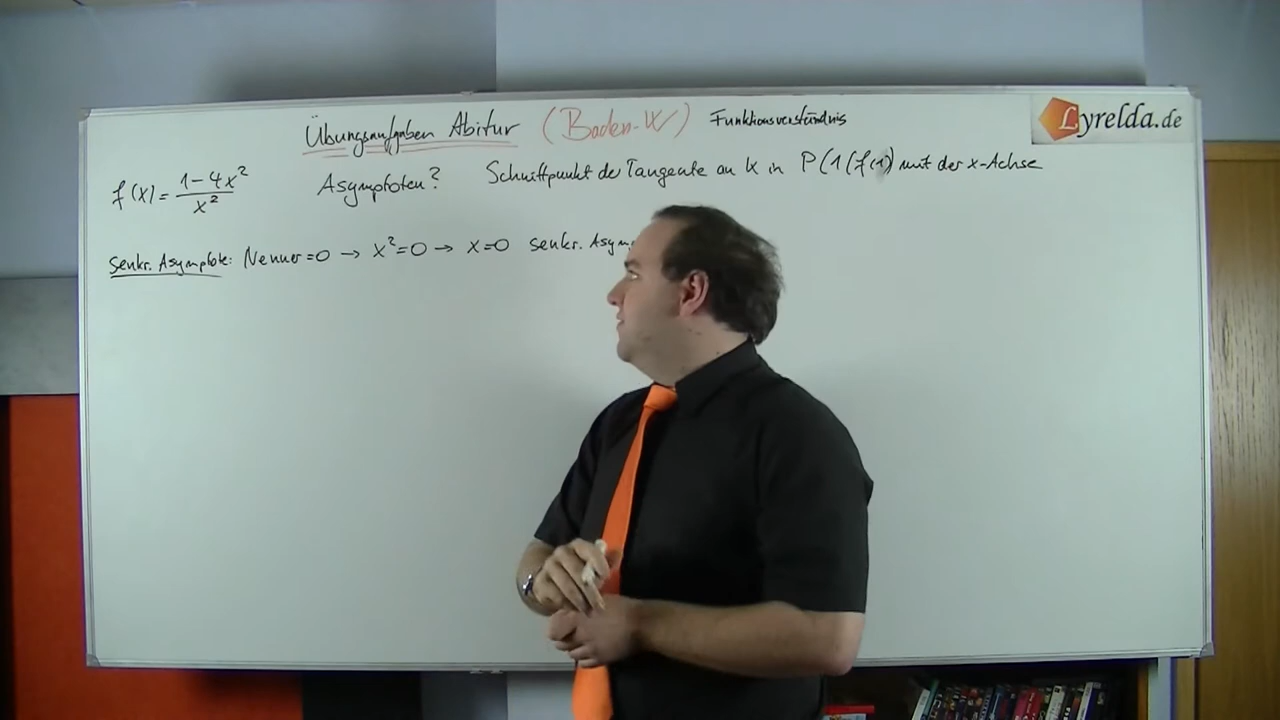 Übungsaufgaben Abitur (Baden-W) Funktionsverständnis
Lyrelda.de
f(x) = (1-4x²)/x² Asymptoten? Schnittpunkt der Tangente an K in P(1(f(1) mit der x-Achse
senkr. Asymptote: Nenner=0 → x²=0 → x=0 senkr. Asym